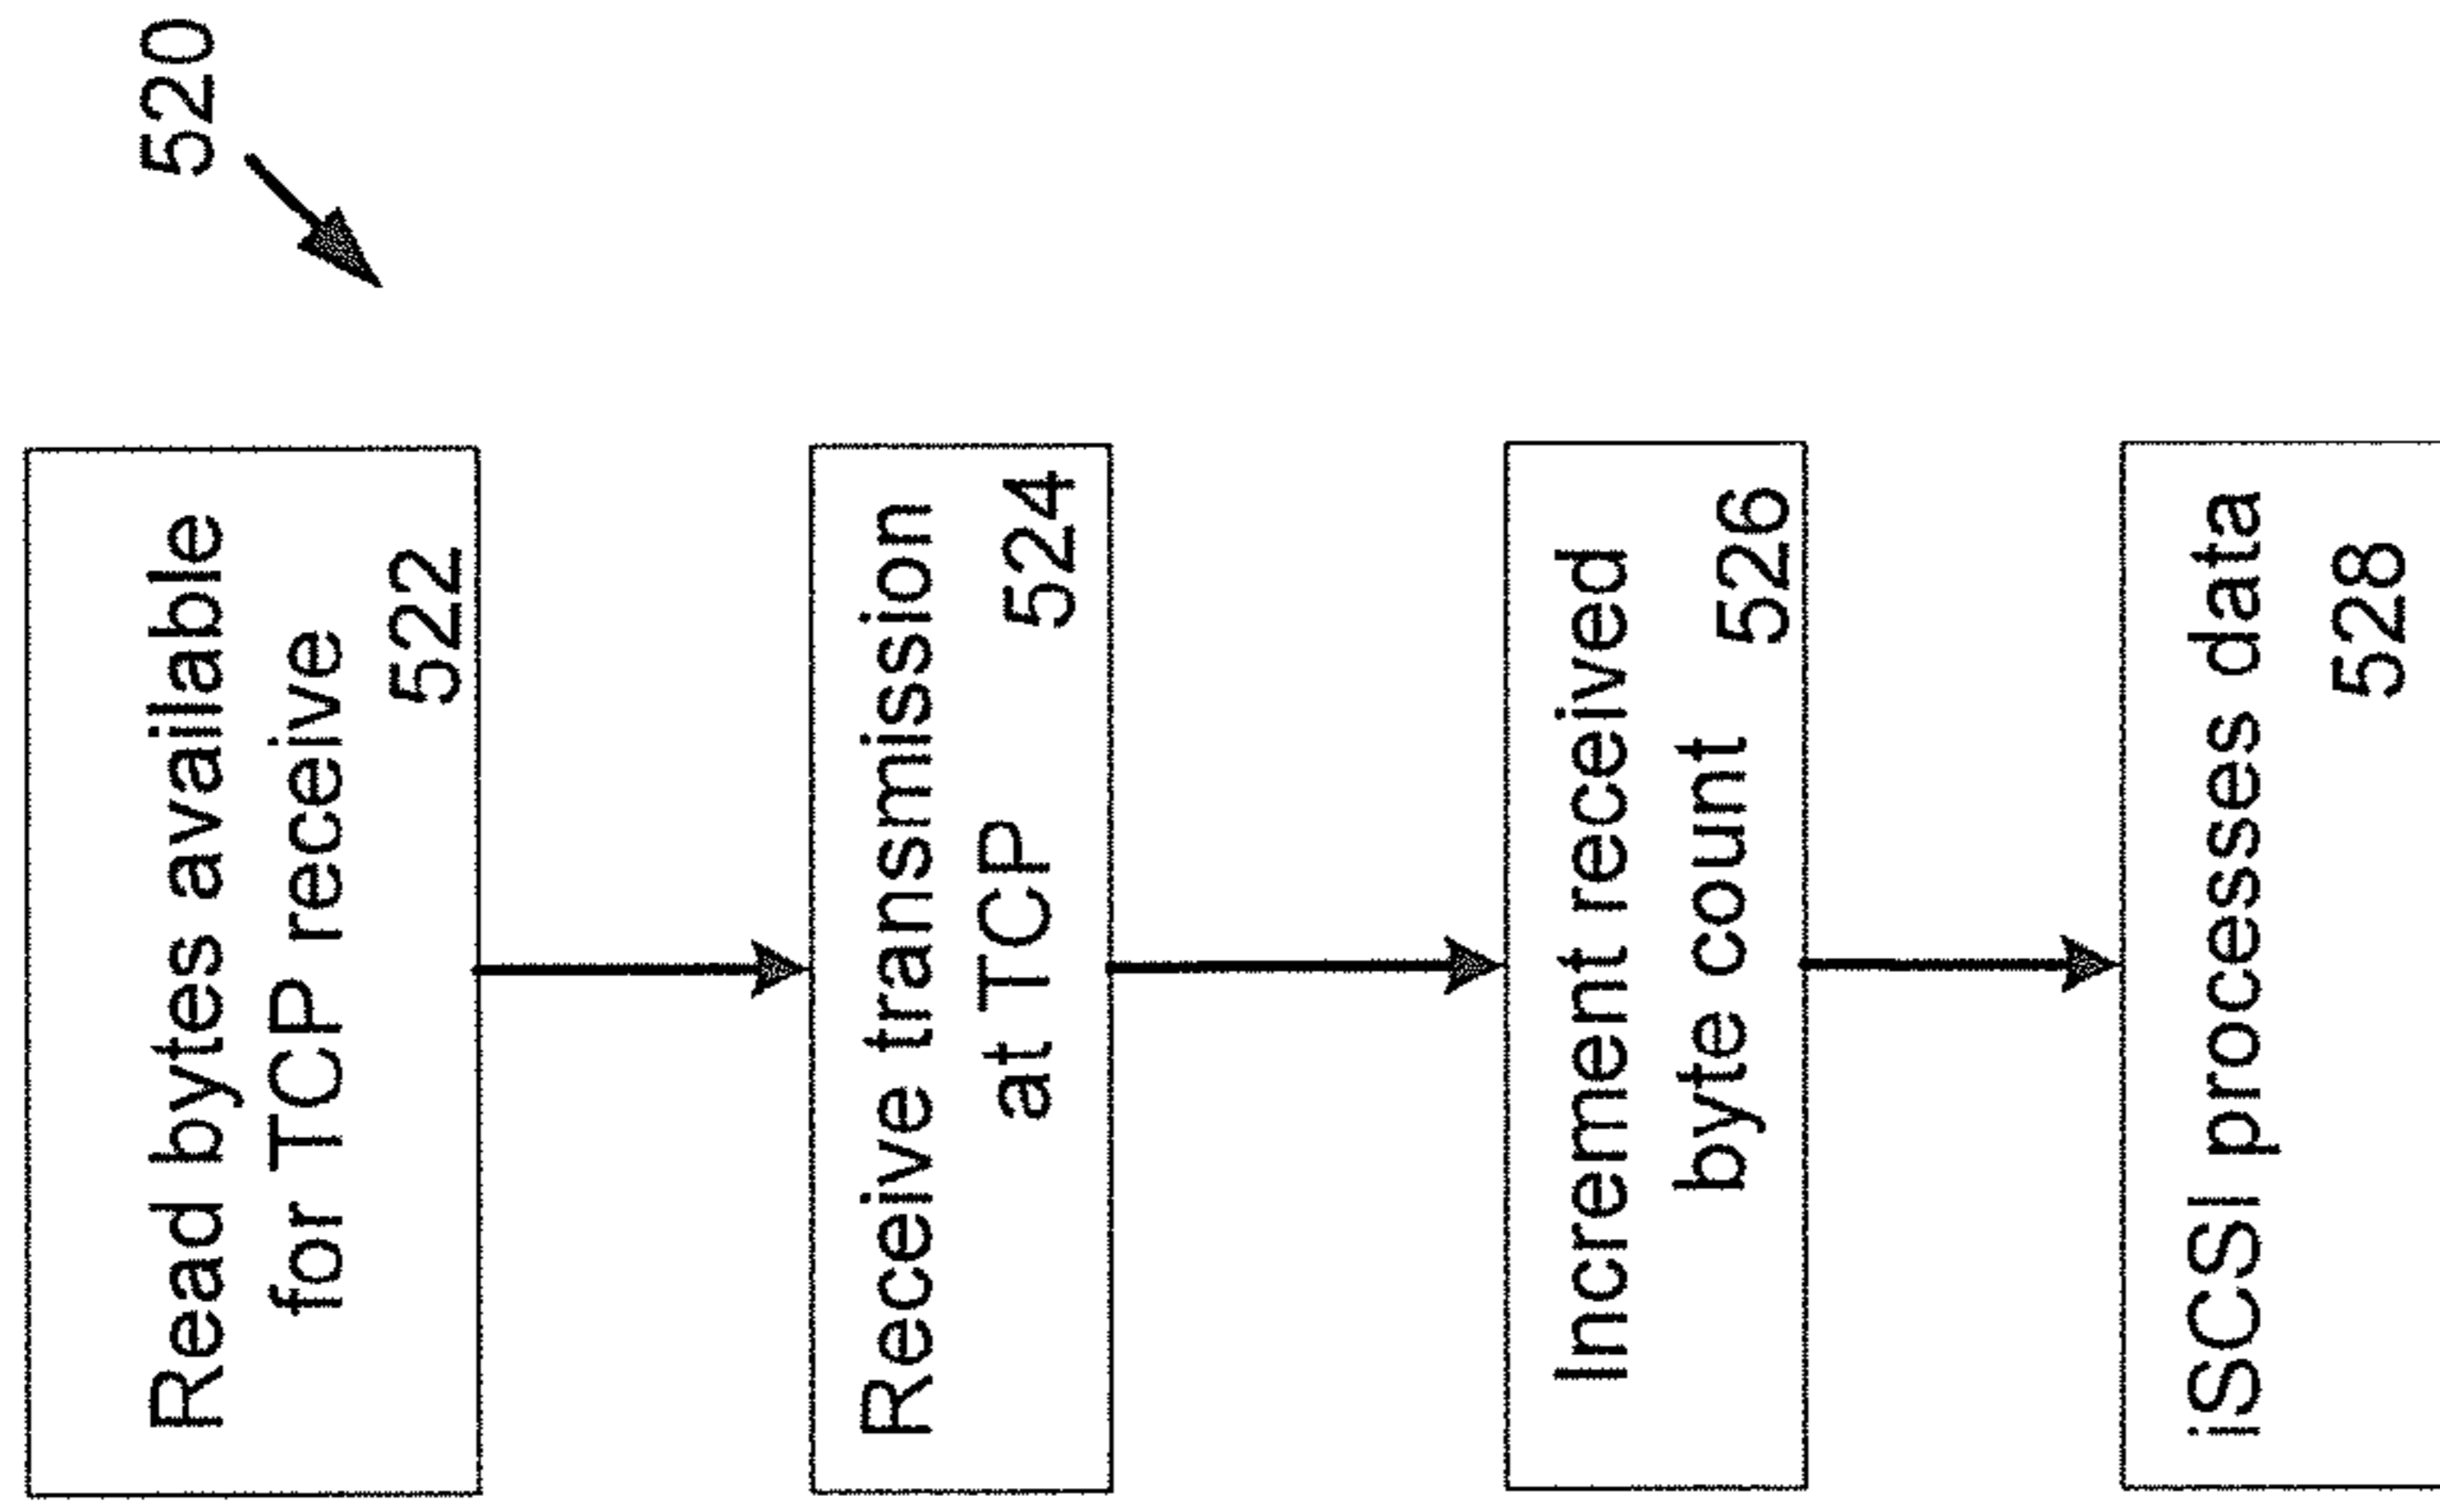 520
Read bytes available
for TCP receive
522
Receive transmission
at TCP
524
Increment received
byte count
526
iSCSI processes data
528